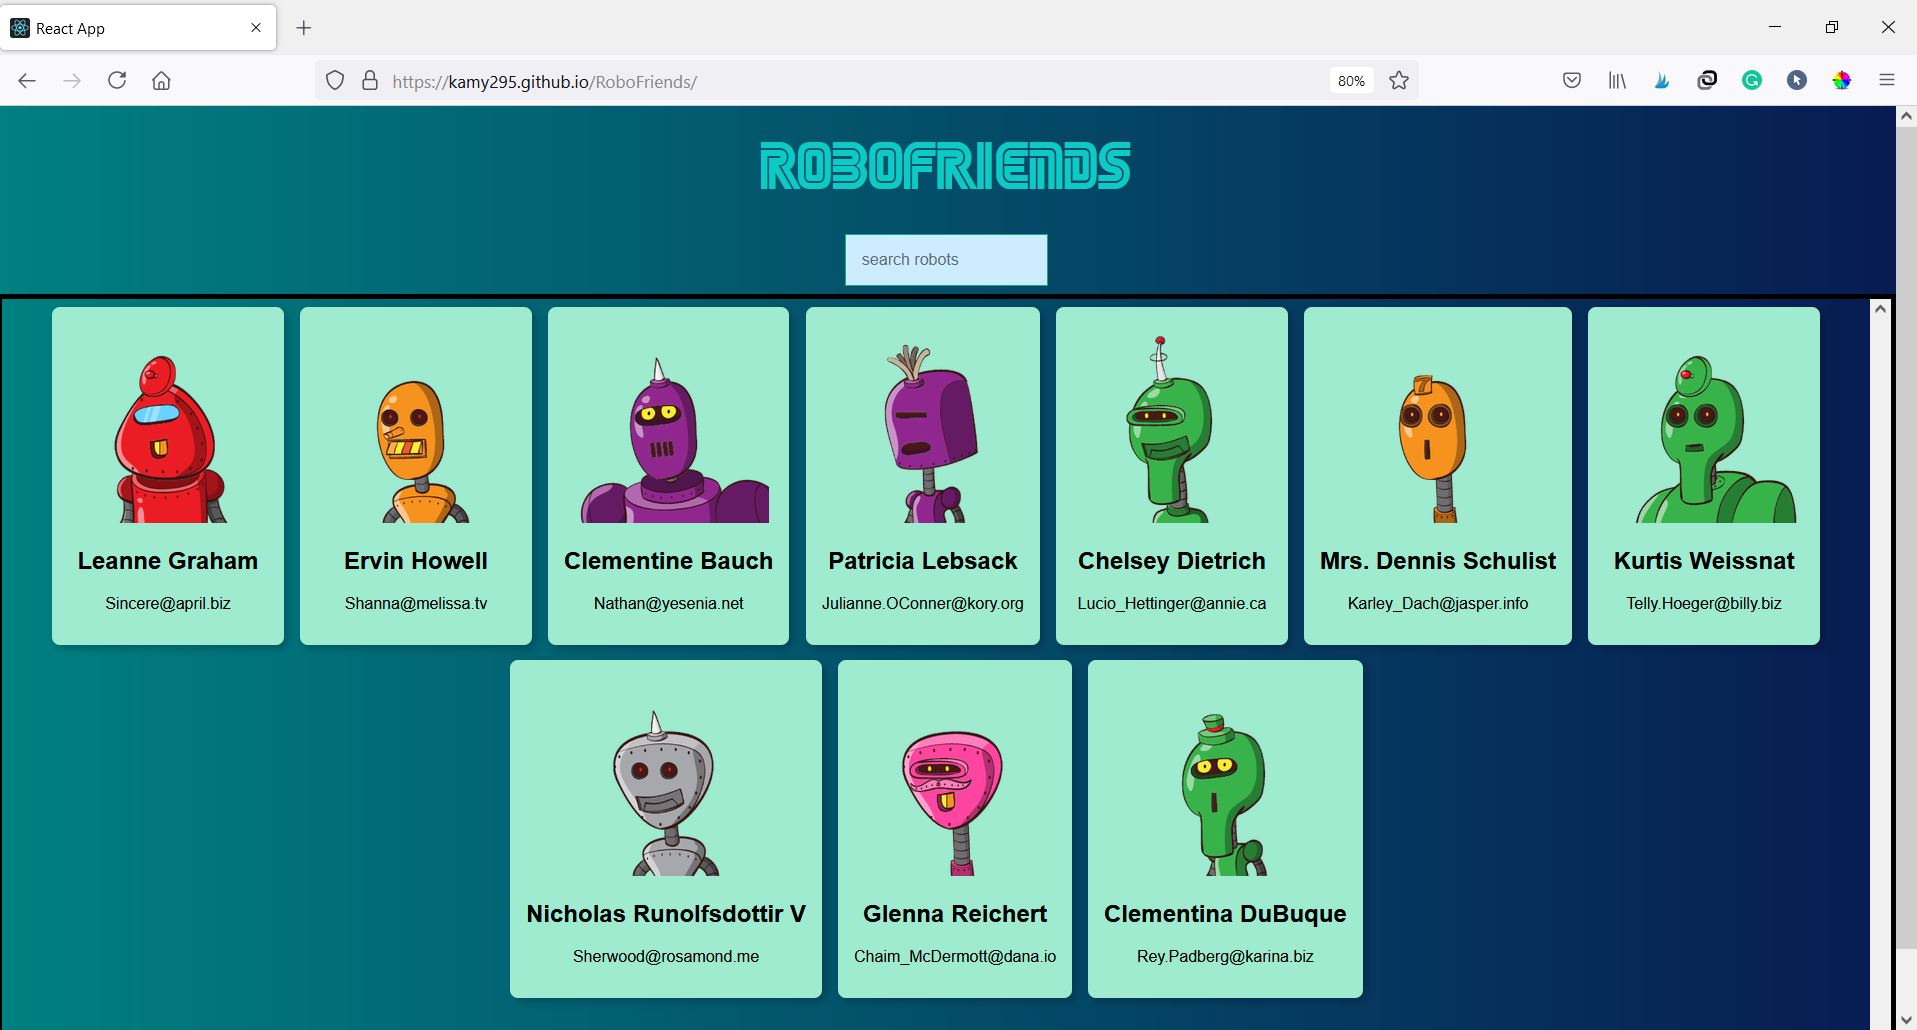 React App
https://kamy295.github.io/RoboFriends/
80%
ROBOFRIENDS
search robots
7
Leanne Graham
Ervin Howell
Clementine Bauch
Patricia Lebsack
Chelsey Dietrich
Mrs. Dennis Schulist
Kurtis Weissnat
Sincere@april.biz
Shanna@melissa.tv
Nathan@yesenia.net
Julianne.OConner@kory.org
Lucio_Hettinger@annie.ca
Karley_Dach@jasper.info
Telly.Hoeger@billy.biz
Nicholas Runolfsdottir V
Glenna Reichert
Clementina DuBuque
Sherwood@rosamond.me
Chaim_McDermott@dana.io
Rey.Padberg@karina.biz